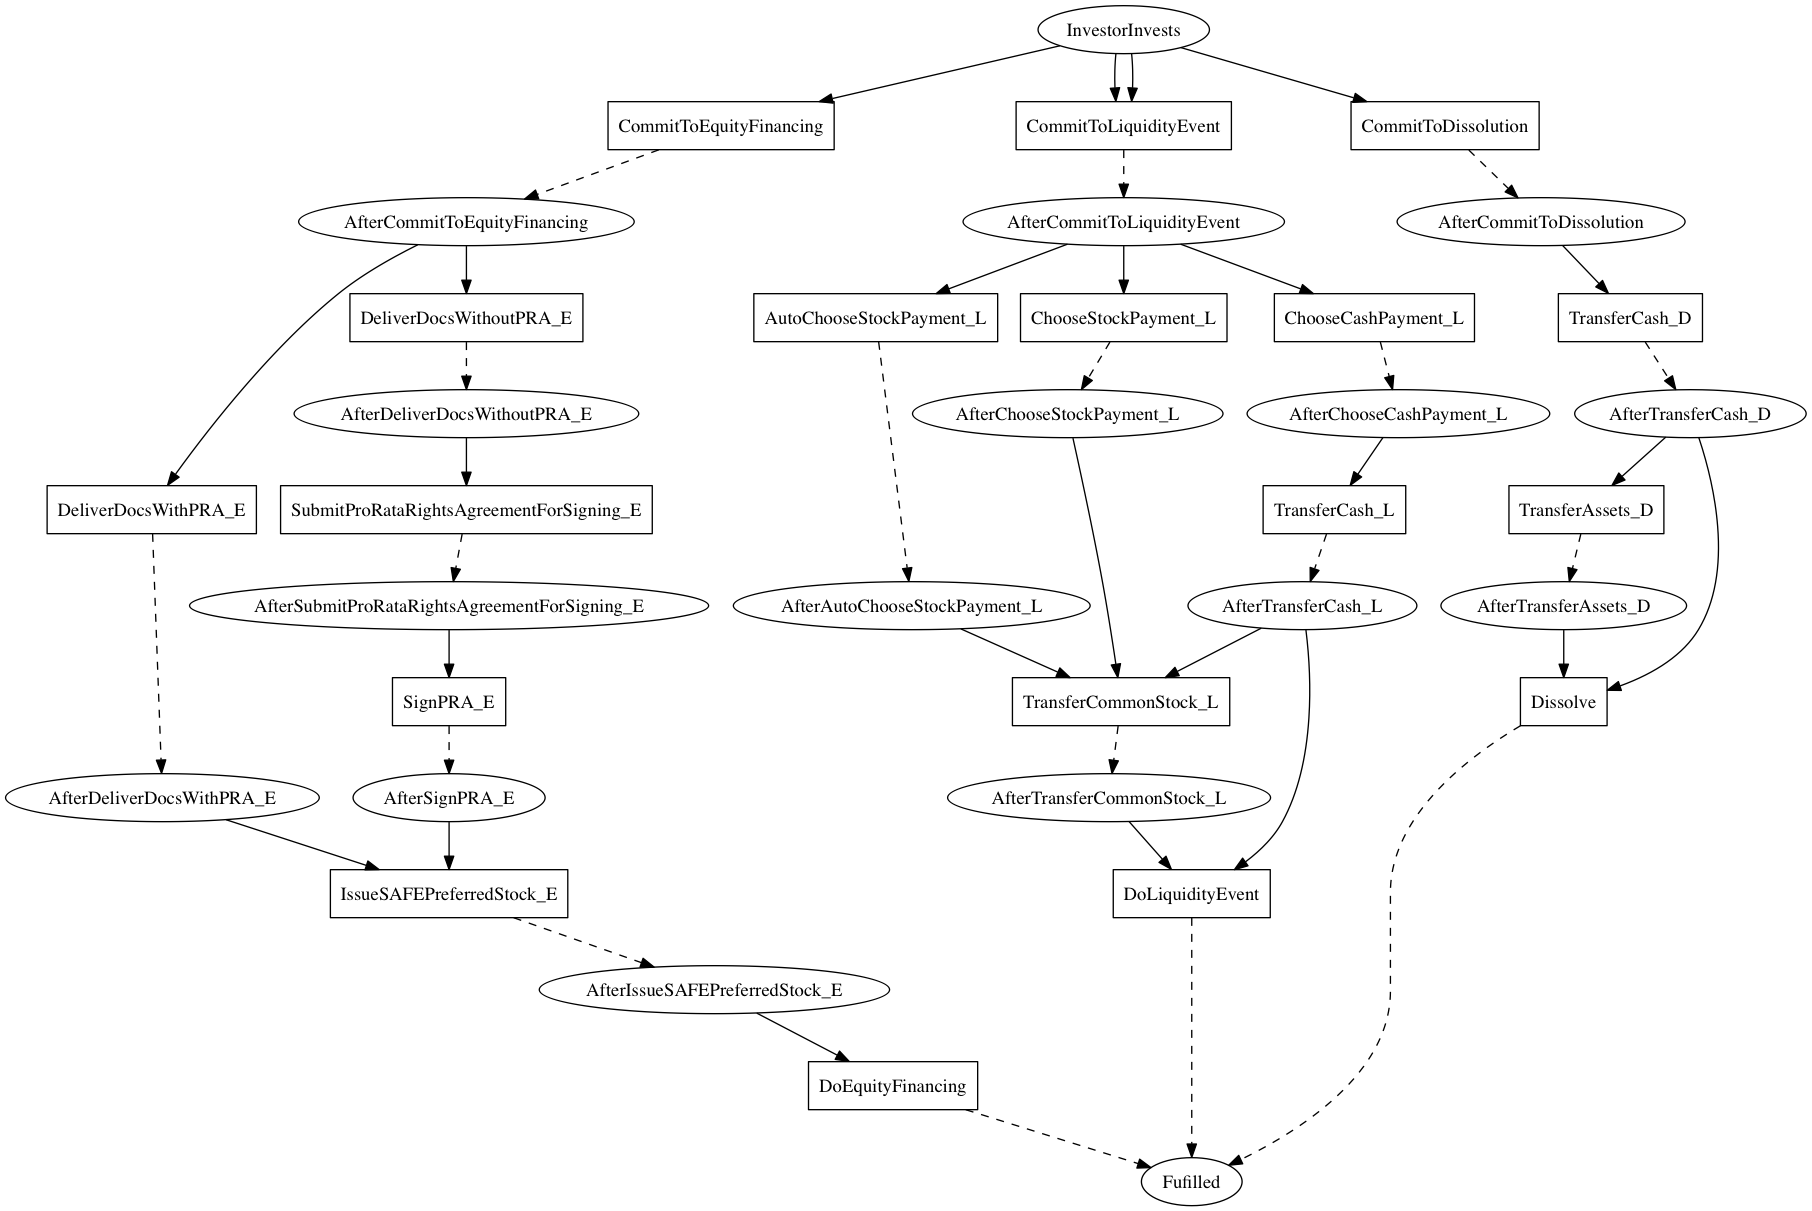 InvestorInvests
CommitToEquityFinancing
CommitToLiquidityEvent
CommitToDissolution
AfterCommitToEquityFinancing
AfterCommitToLiquidityEvent
AfterCommitToDissolution
DeliverDocsWithoutPRA_E
AutoChooseStockPayment_L
ChooseStockPayment_L
ChooseCashPayment_L
TransferCash_D
AfterDeliverDocsWithoutPRA_E
AfterChooseStockPayment_L
AfterChooseCashPayment_L
AfterTransferCash_D
DeliverDocsWithPRA_E
SubmitProRataRightsAgreementForSigning_E
TransferCash_L
TransferAssets_D
AfterSubmitProRataRightsAgreementForSigning_E
AfterAutoChooseStockPayment_L
AfterTransferCash_L
AfterTransferAssets_D
SignPRA_E
TransferCommonStock_L
Dissolve
AfterDeliverDocsWithPRA_E
AfterSignPRA_E
AfterTransferCommonStock_L
IssueSAFEPreferredStock_E
DoLiquidityEvent
AfterIssueSAFEPreferredStock_E
DoEquityFinancing
Fufilled